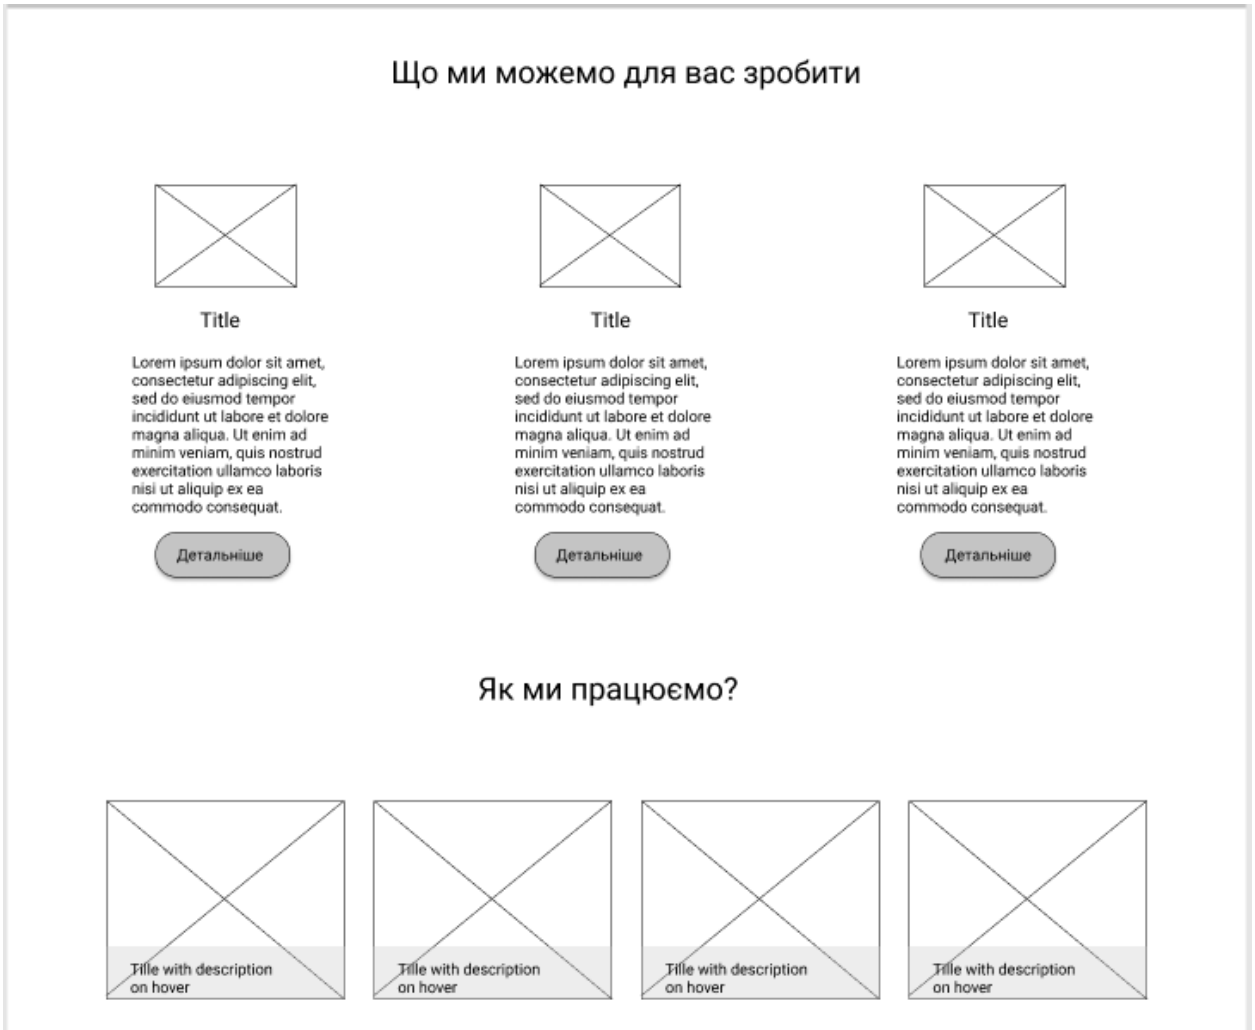 Що ми можемо для вас зробити
Title
Lorem ipsum dolor sit amet,
consectetur adipiscing elit,
sed do eiusmod tempor
incididunt ut labore et dolore
magna aliqua. Ut enim ad
minim veniam, quis nostrud
exercitation ullamco laboris
nisi ut aliquip ex ea
commodo consequat.
Детальніше
Title
Lorem ipsum dolor sit amet,
consectetur adipiscing elit,
sed do eiusmod tempor
incididunt ut labore et dolore
magna aliqua. Ut enim ad
minim veniam, quis nostrud
exercitation ullamco laboris
nisi ut aliquip ex ea
commodo consequat.
Детальніше
Title
Lorem ipsum dolor sit amet,
consectetur adipiscing elit,
sed do eiusmod tempor
incididunt ut labore et dolore
magna aliqua. Ut enim ad
minim veniam, quis nostrud
exercitation ullamco laboris
nisi ut aliquip ex ea
commodo consequat.
Детальніше
Як ми працюємо?
Tille with description
on hover
Tille with description
on hover
Tille with description
on hover
Tille with description
on hover